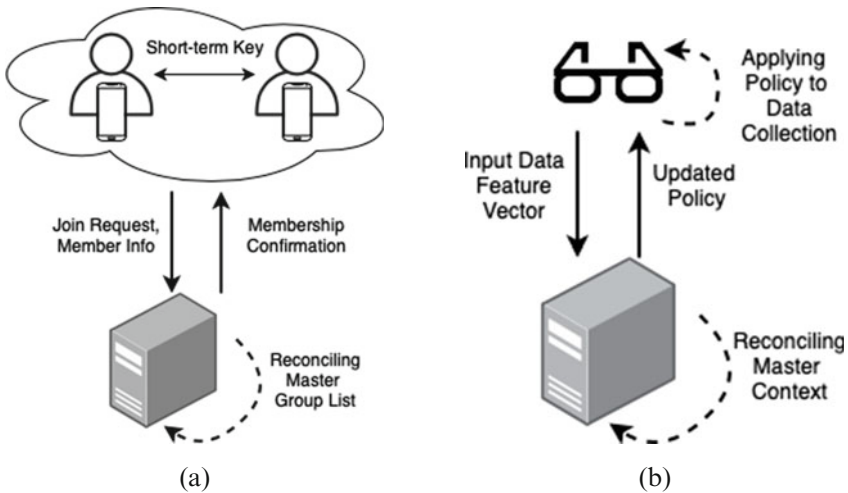 Short-term Key
Join Request,
Member Info
Membership
Confirmation
Reconciling
Master
Group List
(a)
Applying
Policy to
Data
Collection
Input Data
Feature
Vector
Updated
Policy
Reconciling
Master
Context
(b)